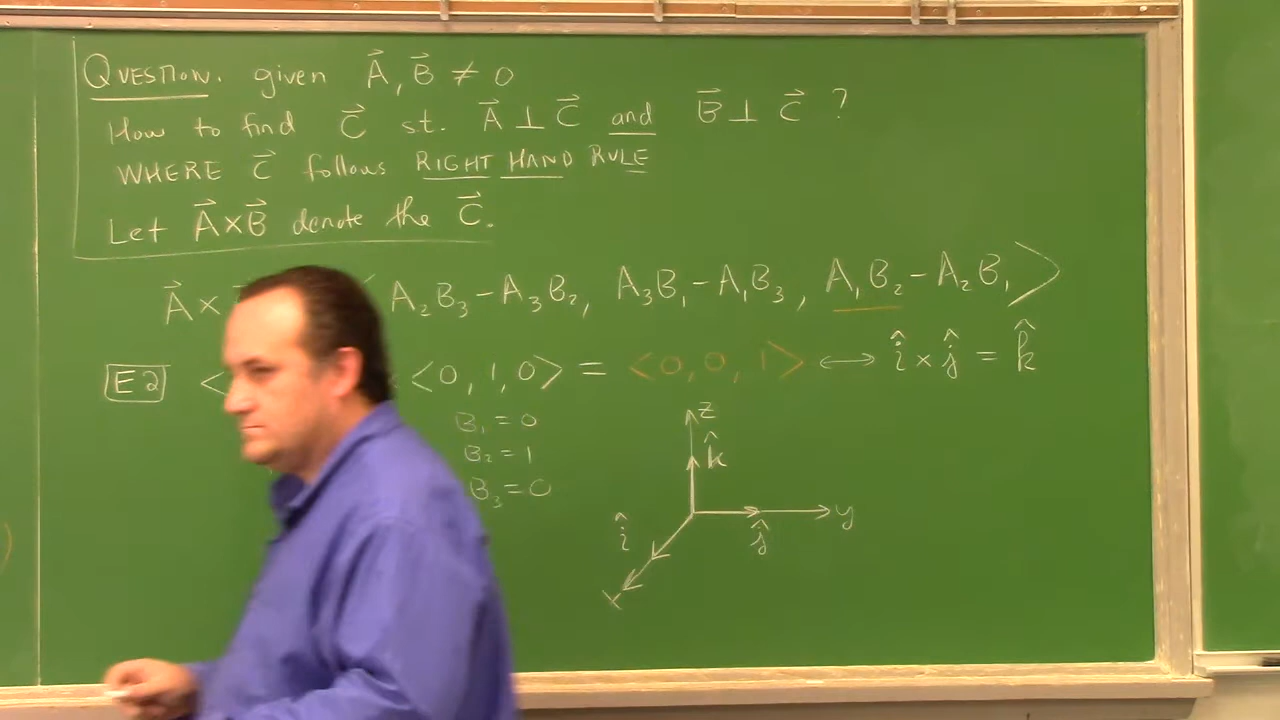 QUESTION. given A⃗, B⃗ ≠ 0
How to find C⃗ st. A⃗ ⊥ C⃗ and B⃗ ⊥ C⃗ ?
WHERE C⃗ follows RIGHT HAND RULE
Let A⃗×B⃗ denote the C⃗.
A⃗ × A₂B₃ - A₃B₂, A₃B₁ - A₁B₃, A₁B₂ - A₂B₁ >
E2 < <0, 1, 0> = <0, 0, 1> ↔ î × ĵ = k̂
B₁ = 0
B₂ = 1
B₃ = 0
z
k̂
y
ĵ
î
x